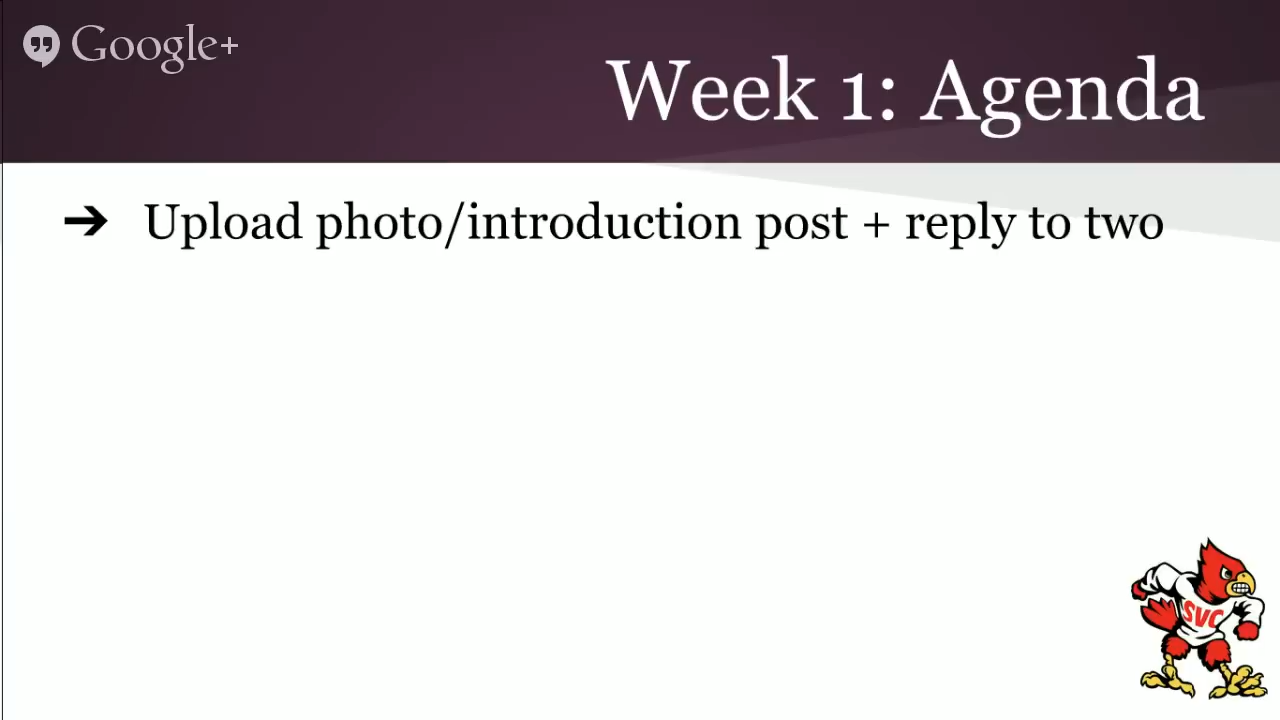 Google+
Week 1: Agenda
➔ Upload photo/introduction post + reply to two
SVC